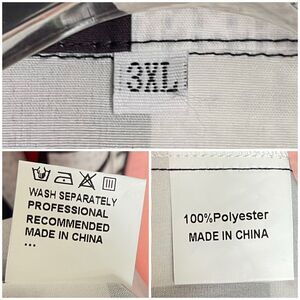 3XL
WASH SEPARATELY
PROFESSIONAL
RECOMMENDED
MADE IN CHINA
...
100%Polyester
MADE IN CHINA